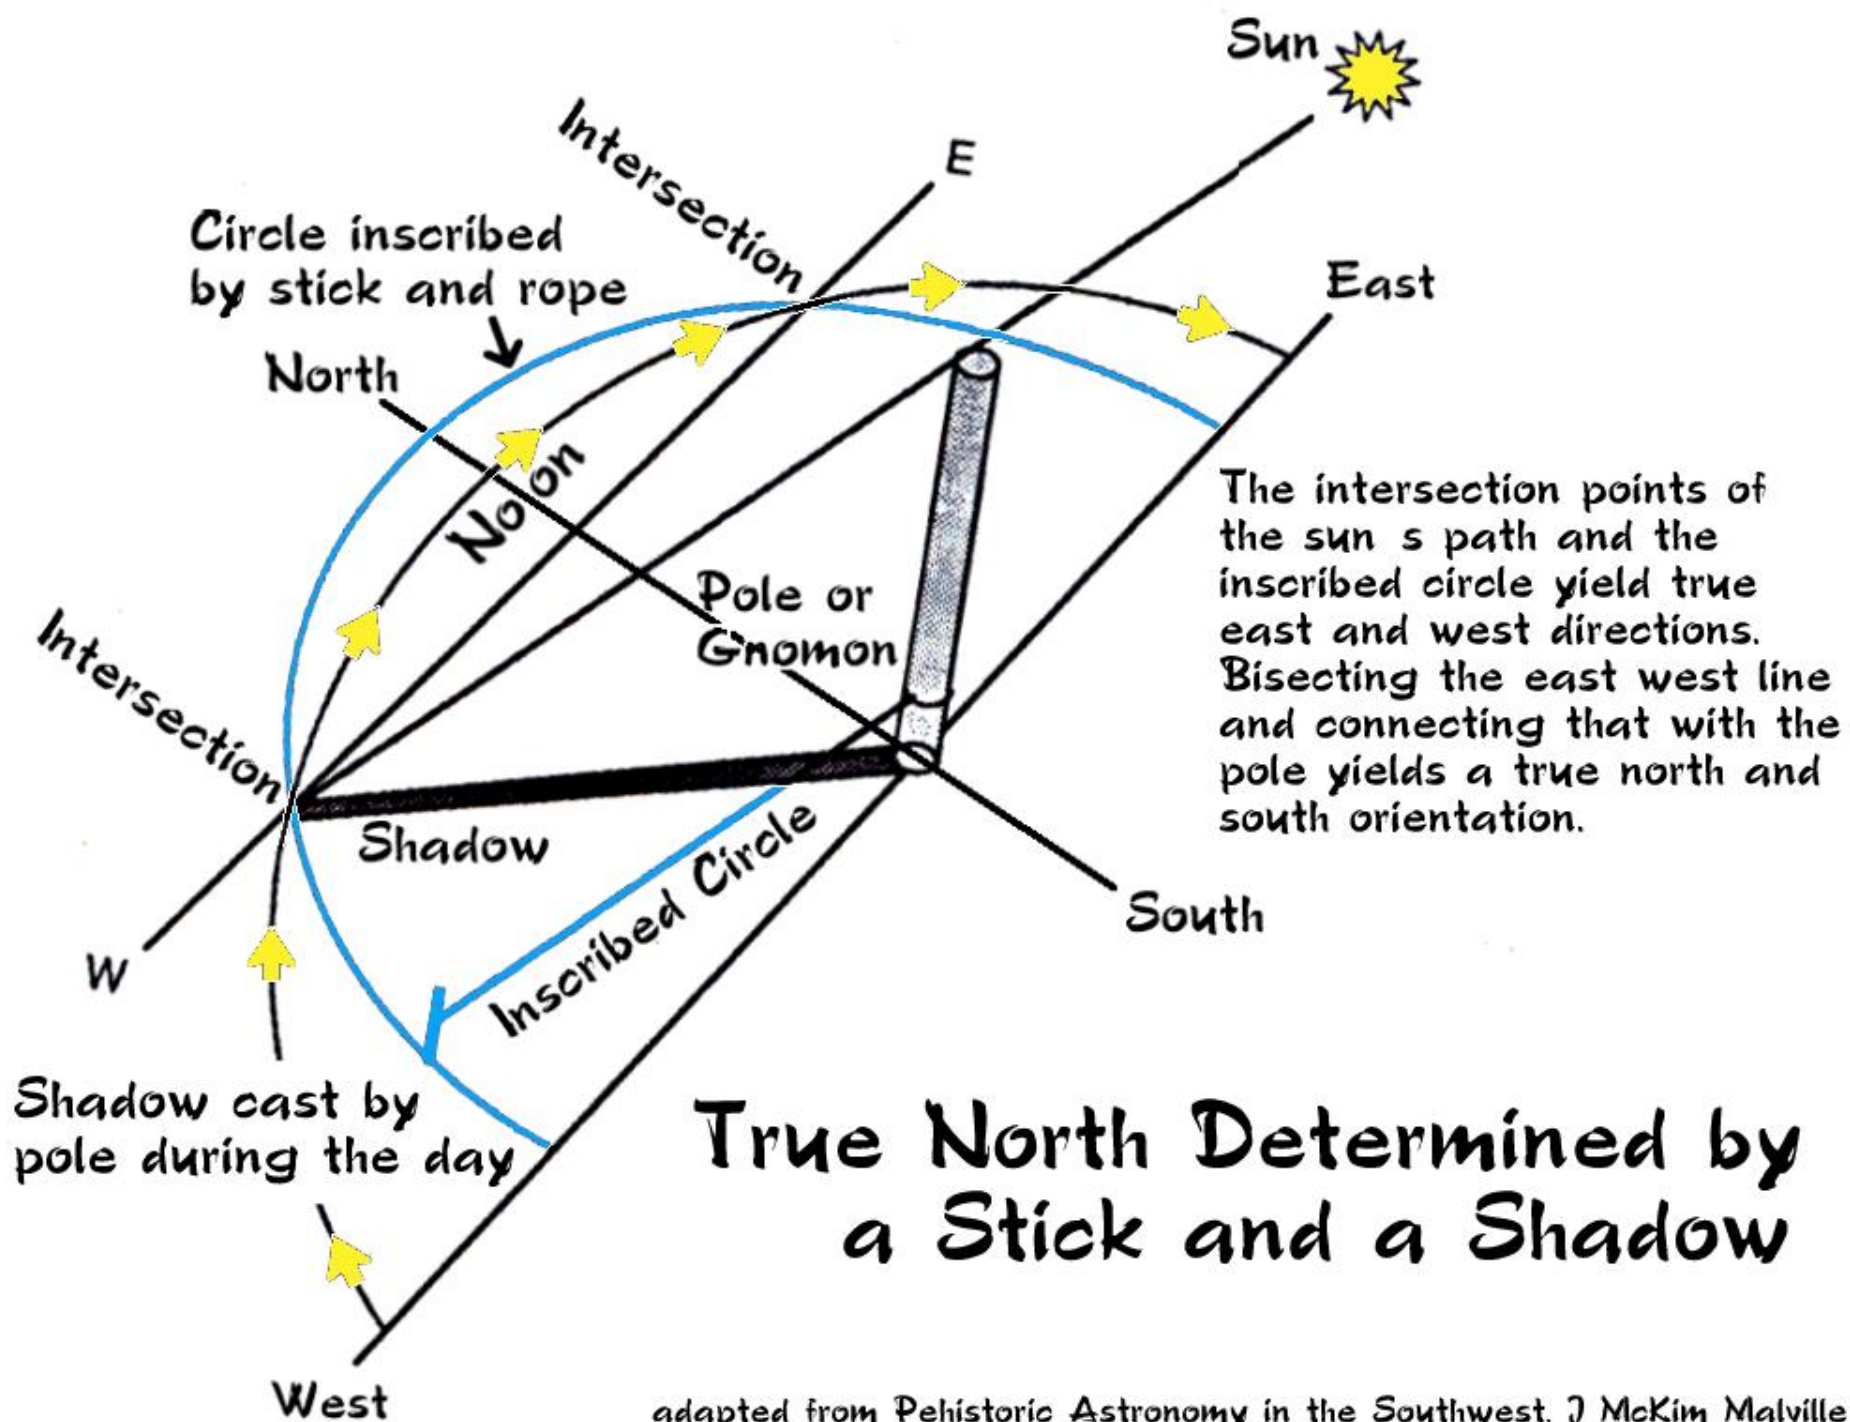 Sun
Intersection
E
Circle inscribed
by stick and rope
East
North
Noon
The intersection points of
the sun s path and the
inscribed circle yield true
east and west directions.
Bisecting the east west line
and connecting that with the
pole yields a true north and
south orientation.
Pole or
Gnomon
Intersection
Shadow
Inscribed Circle
South
W
Shadow cast by
pole during the day
True North Determined by
a Stick and a Shadow
West
adapted from Pehistoric Astronomy in the Southwest, J McKim Malville